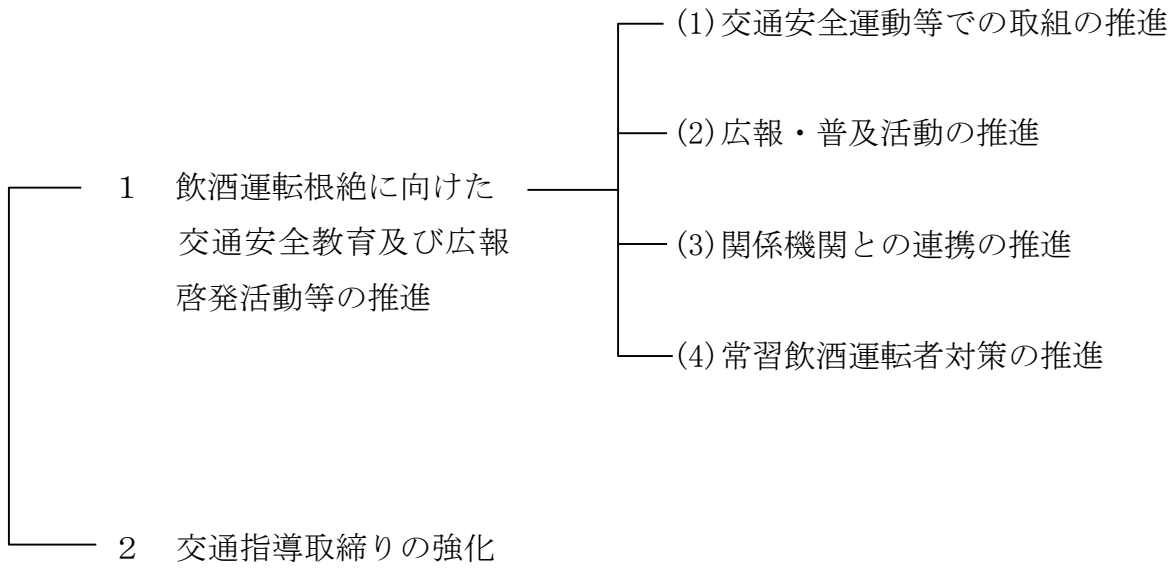 (1)交通安全運動等での取組の推進
(2)広報・普及活動の推進
1 飲酒運転根絶に向けた
交通安全教育及び広報
啓発活動等の推進
(3)関係機関との連携の推進
(4)常習飲酒運転者対策の推進
2 交通指導取締りの強化